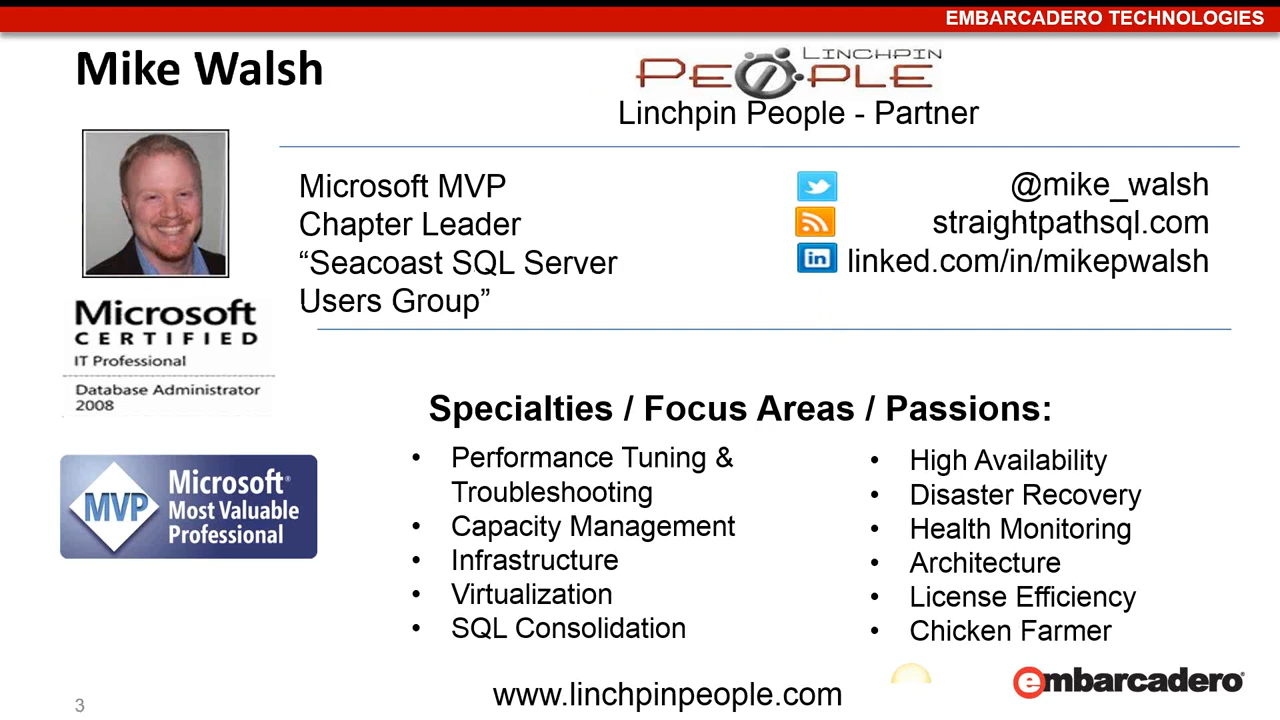 EMBARCADERO TECHNOLOGIES
Mike Walsh
LINCHPIN
PEOPLE
Linchpin People - Partner
Microsoft MVP
Chapter Leader
“Seacoast SQL Server
Users Group”
@mike_walsh
straightpathsql.com
in linked.com/in/mikepwalsh
Microsoft
CERTIFIED
IT Professional
Database Administrator
2008
MVP
Microsoft®
Most Valuable
Professional
Specialties / Focus Areas / Passions:
• Performance Tuning &
Troubleshooting
• Capacity Management
• Infrastructure
• Virtualization
• SQL Consolidation
• High Availability
• Disaster Recovery
• Health Monitoring
• Architecture
• License Efficiency
• Chicken Farmer
3
www.linchpinpeople.com
embarcadero®